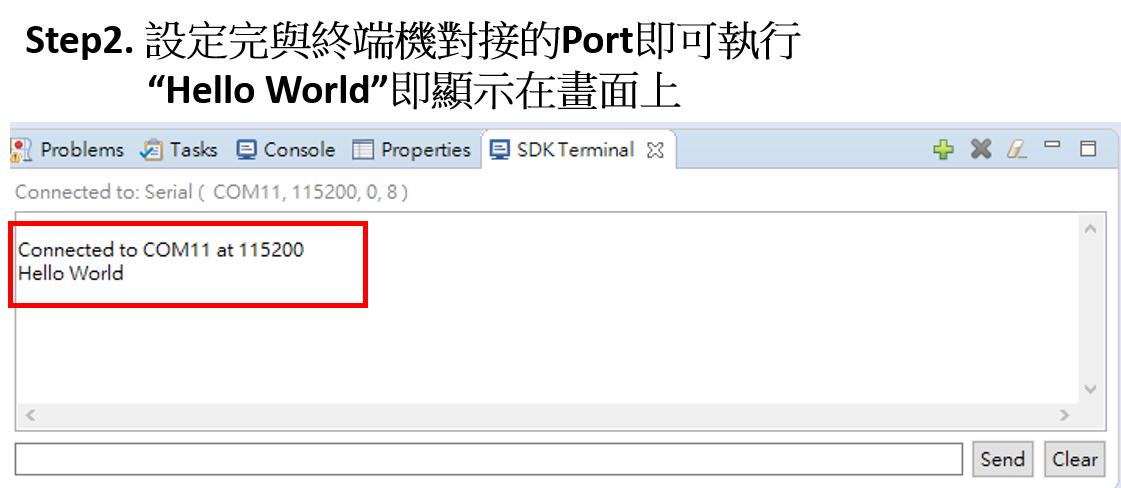 Step2. 設定完與終端機對接的Port即可執行
“Hello World”即顯示在畫面上
Problems Tasks Console Properties SDK Terminal
Connected to: Serial ( COM11, 115200, 0, 8 )
Connected to COM11 at 115200
Hello World
Send Clear